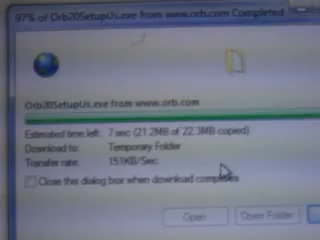 97% of Orb20SetupUs.exe from www.orb.com Completed
Orb20SetupUs.exe from www.orb.com
Estimated time left: 7 sec (21.2MB of 22.3MB copied)
Download to: Temporary Folder
Transfer rate: 151KB/Sec
Close this dialog box when download completes
Open Open Folder